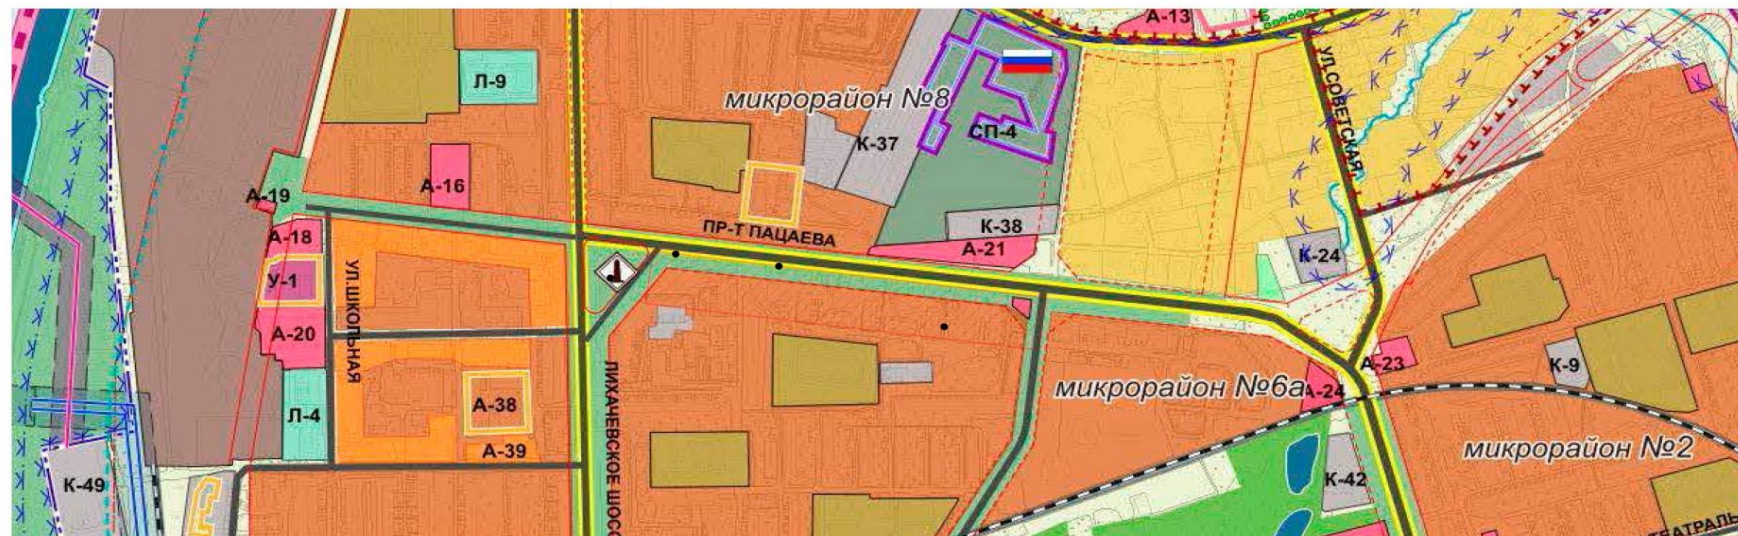 А-13
Л-9
микрорайон №8
К-37
СП-4
УЛ.СОВЕТСКАЯ
А-16
А-19
А-18
ПР-Т ПАЦАЕВА
К-38
А-21
К-24
У-1
УЛ.ШКОЛЬНАЯ
А-20
А-23
К-9
микрорайон №6а
А-24
Л-4
А-38
А-39
ЛИХАЧЕВСКОЕ ШОСС
микрорайон №2
К-49
К-42
ТЕАТРАЛЬ